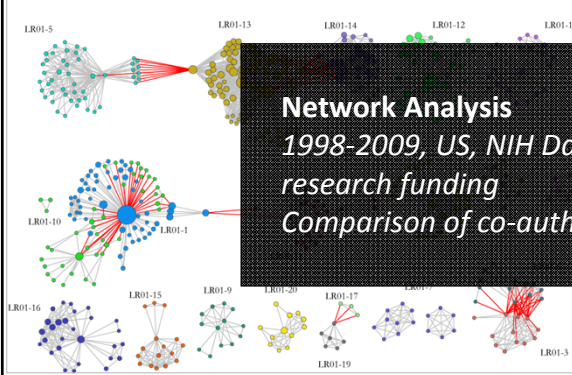 LR01-5
LR01-13
LR01-14
LR01-12
LR01-1
Network Analysis
1998-2009, US, NIH Da
research funding
Comparison of co-auth
LR01-10
LR01-1
LR01-16
LR01-15
LR01-9
LR01-20
LR01-17
LR01-19
LR01-3